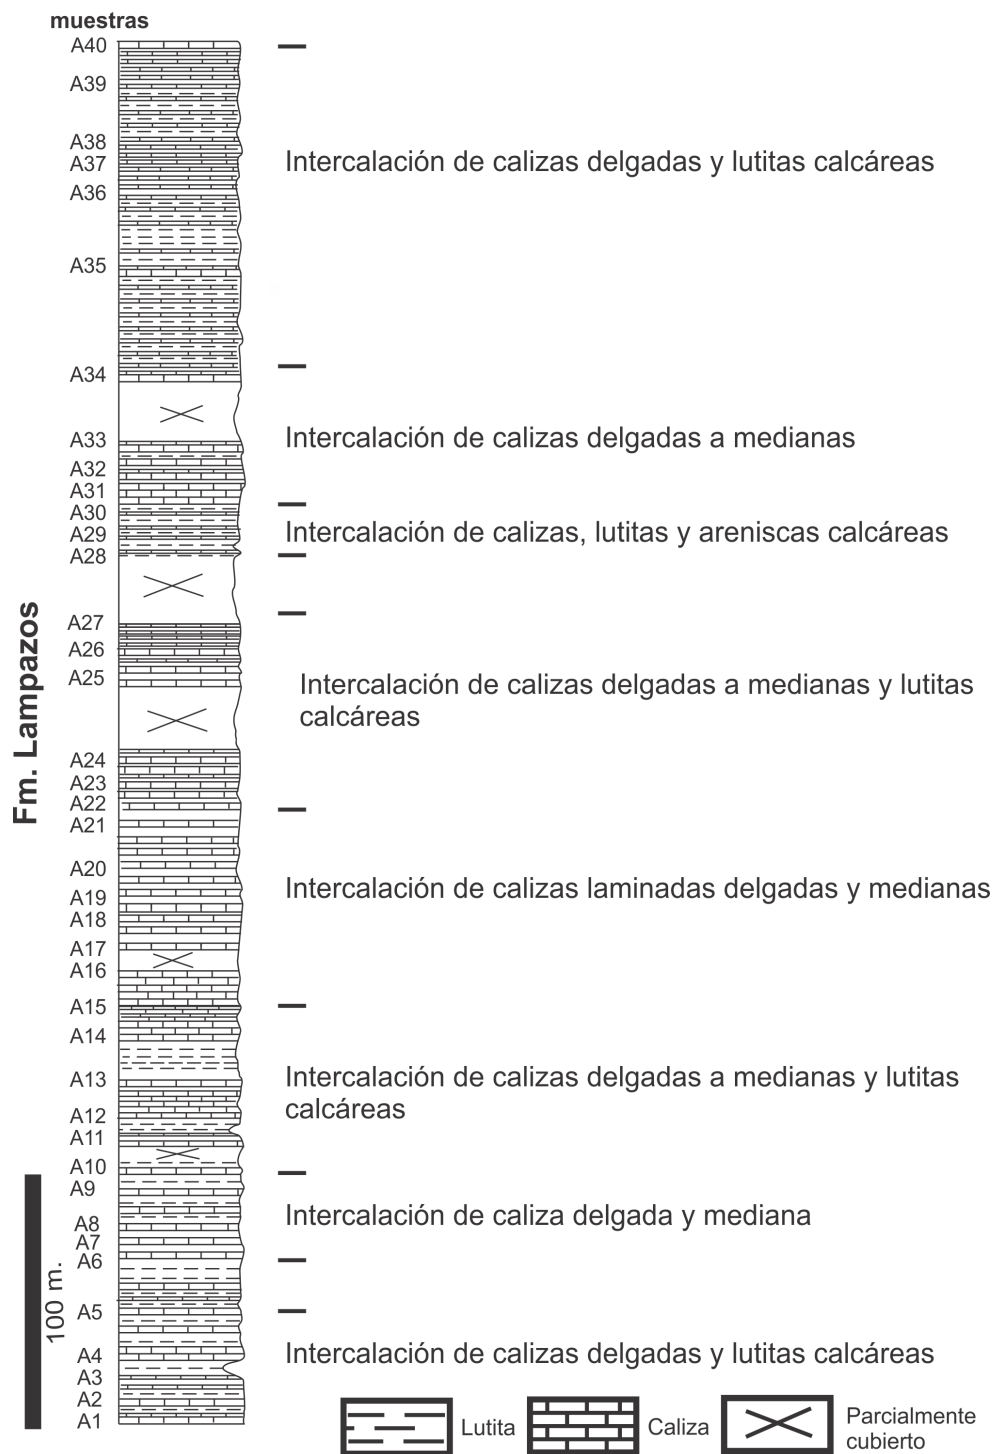 muestras
A40
A39
A38
A37
A36
A35
A34
A33
A32
A31
A30
A29
A28
A27
A26
A25
A24
A23
A22
A21
A20
A19
A18
A17
A16
A15
A14
A13
A12
A11
A10
A9
A8
A7
A6
A5
A4
A3
A2
A1
Fm. Lampazos
100 m.
Intercalación de calizas delgadas y lutitas calcáreas
Intercalación de calizas delgadas a medianas
Intercalación de calizas, lutitas y areniscas calcáreas
Intercalación de calizas delgadas a medianas y lutitas
calcáreas
Intercalación de calizas laminadas delgadas y medianas
Intercalación de calizas delgadas a medianas y lutitas
calcáreas
Intercalación de caliza delgada y mediana
Intercalación de calizas delgadas y lutitas calcáreas
Lutita
Caliza
Parcialmente
cubierto